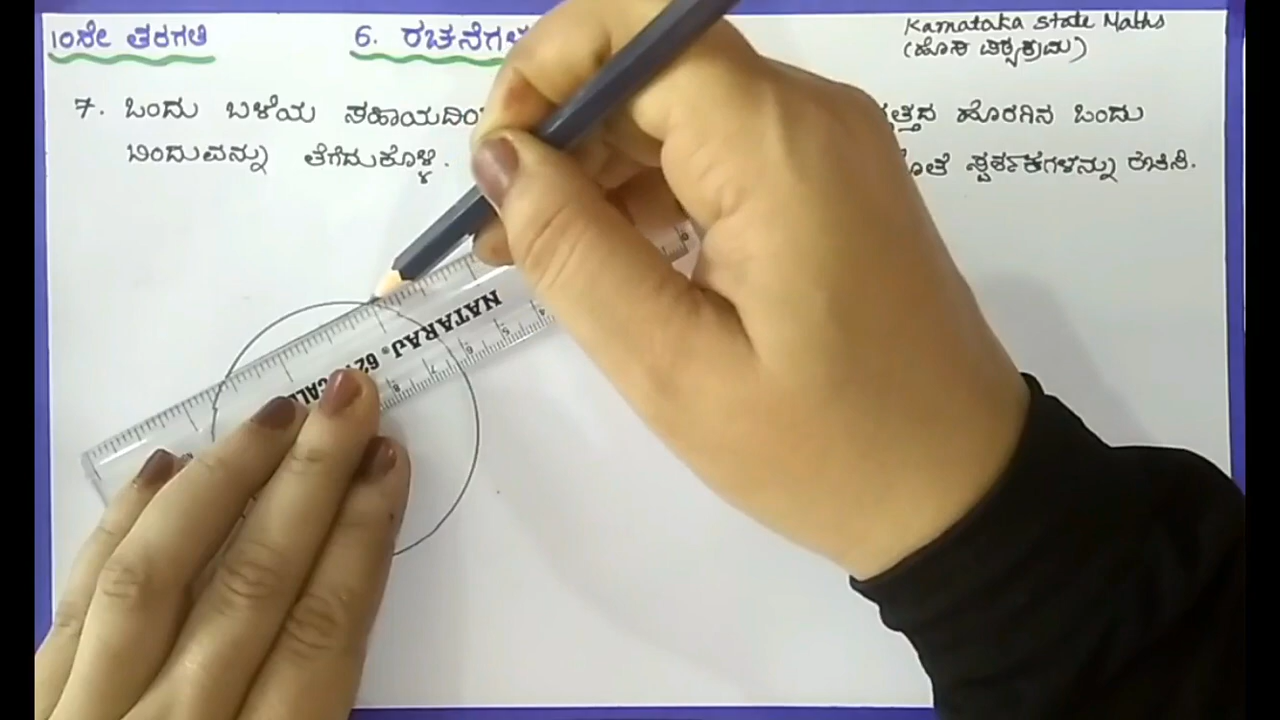 10ನೇ ತರಗತಿ
6. ರಚನೆಗಳು
Karnataka State Maths
(ಹೊಸ ಪಠ್ಯಕ್ರಮ)
7. ಒಂದು ಬಳೆಯ ಸಹಾಯದಿಂದ ಹೊರಗಿನ ಒಂದು
ಬಿಂದುವನ್ನು ತೆಗೆದುಕೊಳ್ಳಿ. ಸ್ಪರ್ಶಕಗಳನ್ನು ರಚಿಸಿ.
NATARAJ 621